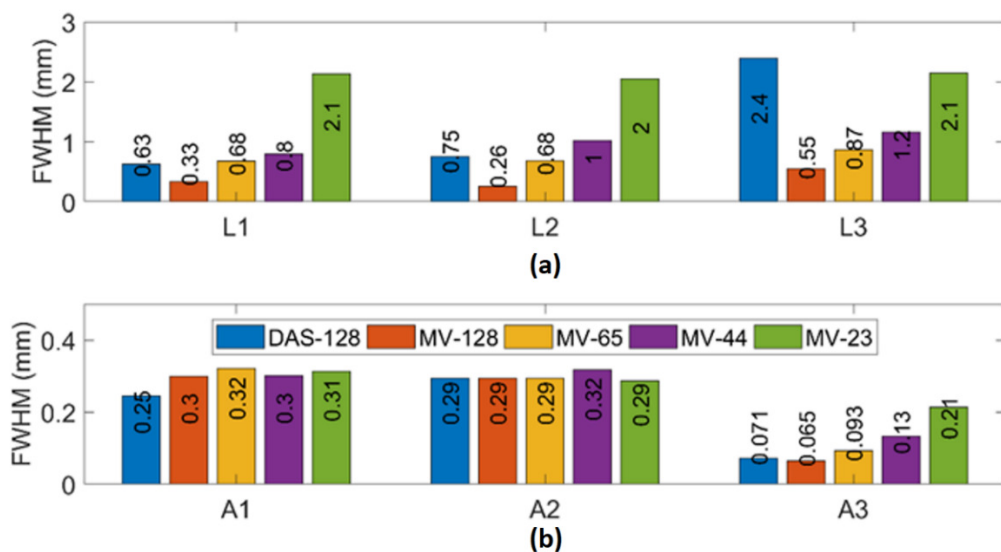 FWHM (mm)
3
2
1
0
0.63 0.33 0.68 0.8 2.1
0.75 0.26 0.68 1 2
2.4 0.55 0.87 1.2 2.1
L1 L2 L3
(a)
FWHM (mm)
0.4
0.2
0
DAS-128 MV-128 MV-65 MV-44 MV-23
0.25 0.3 0.32 0.3 0.31
0.29 0.29 0.29 0.32 0.29
0.071 0.065 0.093 0.13 0.21
A1 A2 A3
(b)